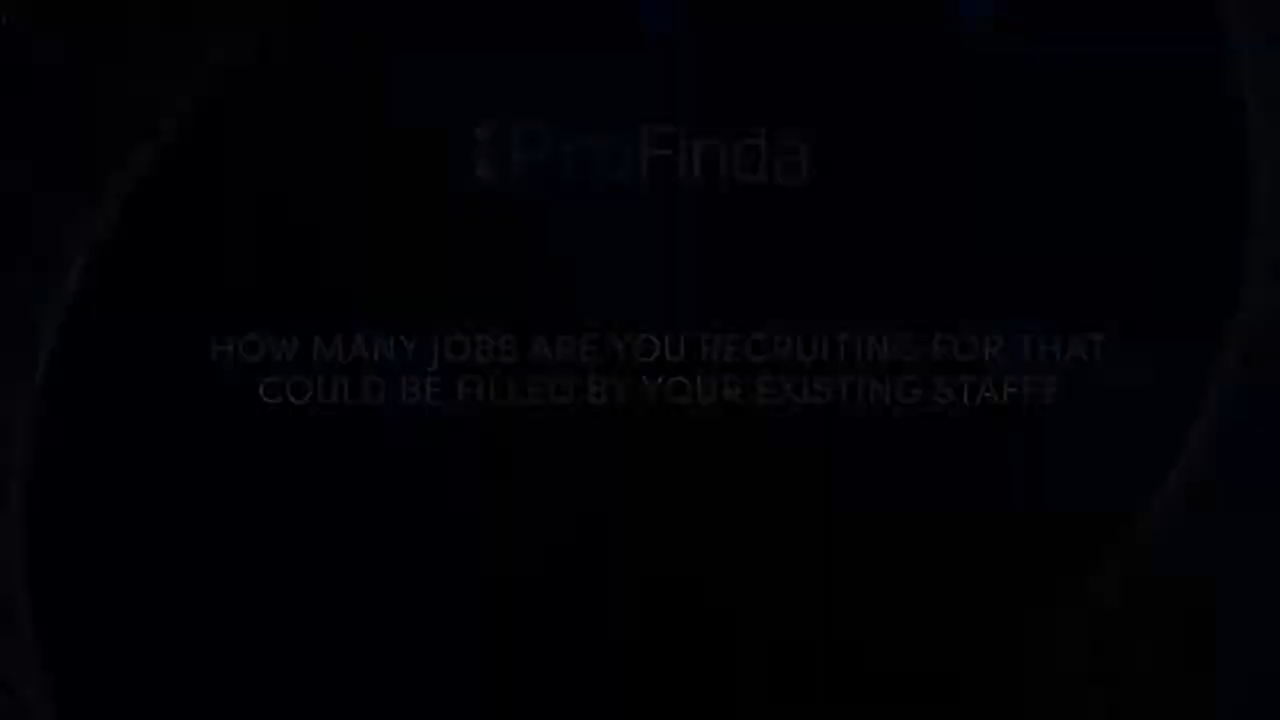 ProFinda
HOW MANY JOBS ARE YOU RECRUITING FOR THAT
COULD BE FILLED BY YOUR EXISTING STAFF?